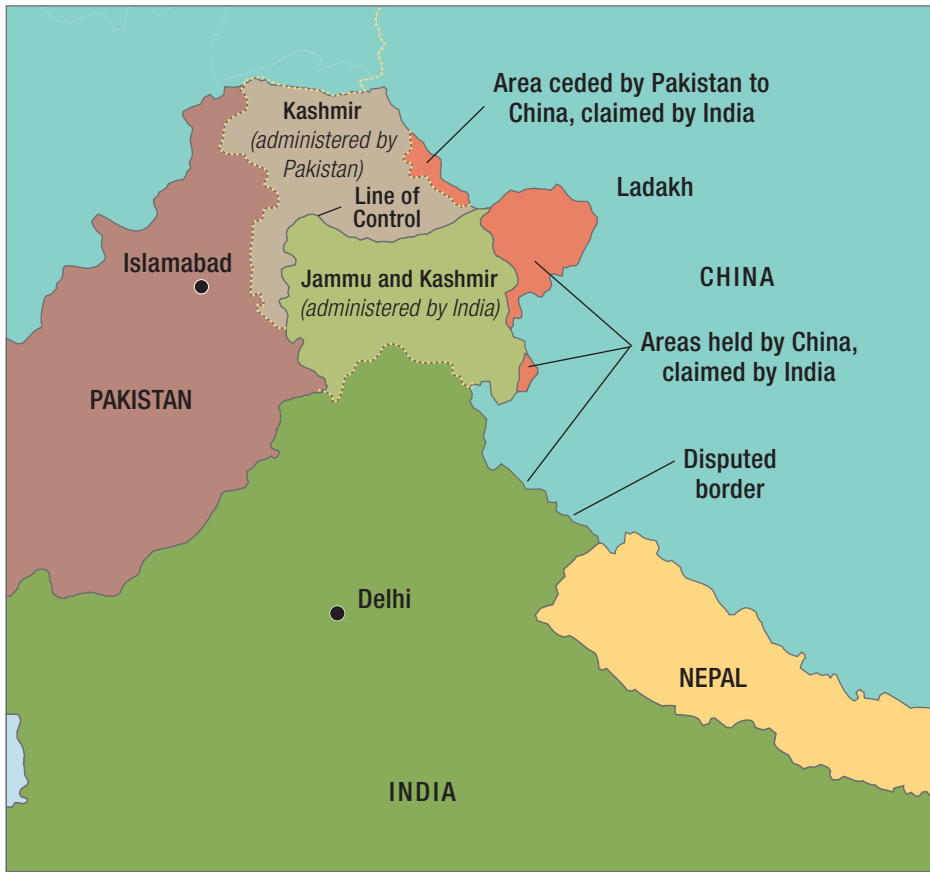 Area ceded by Pakistan to
China, claimed by India
Kashmir
(administered by
Pakistan)
Ladakh
Line of
Control
Islamabad
Jammu and Kashmir
(administered by India)
CHINA
Areas held by China,
claimed by India
PAKISTAN
Disputed
border
Delhi
NEPAL
INDIA